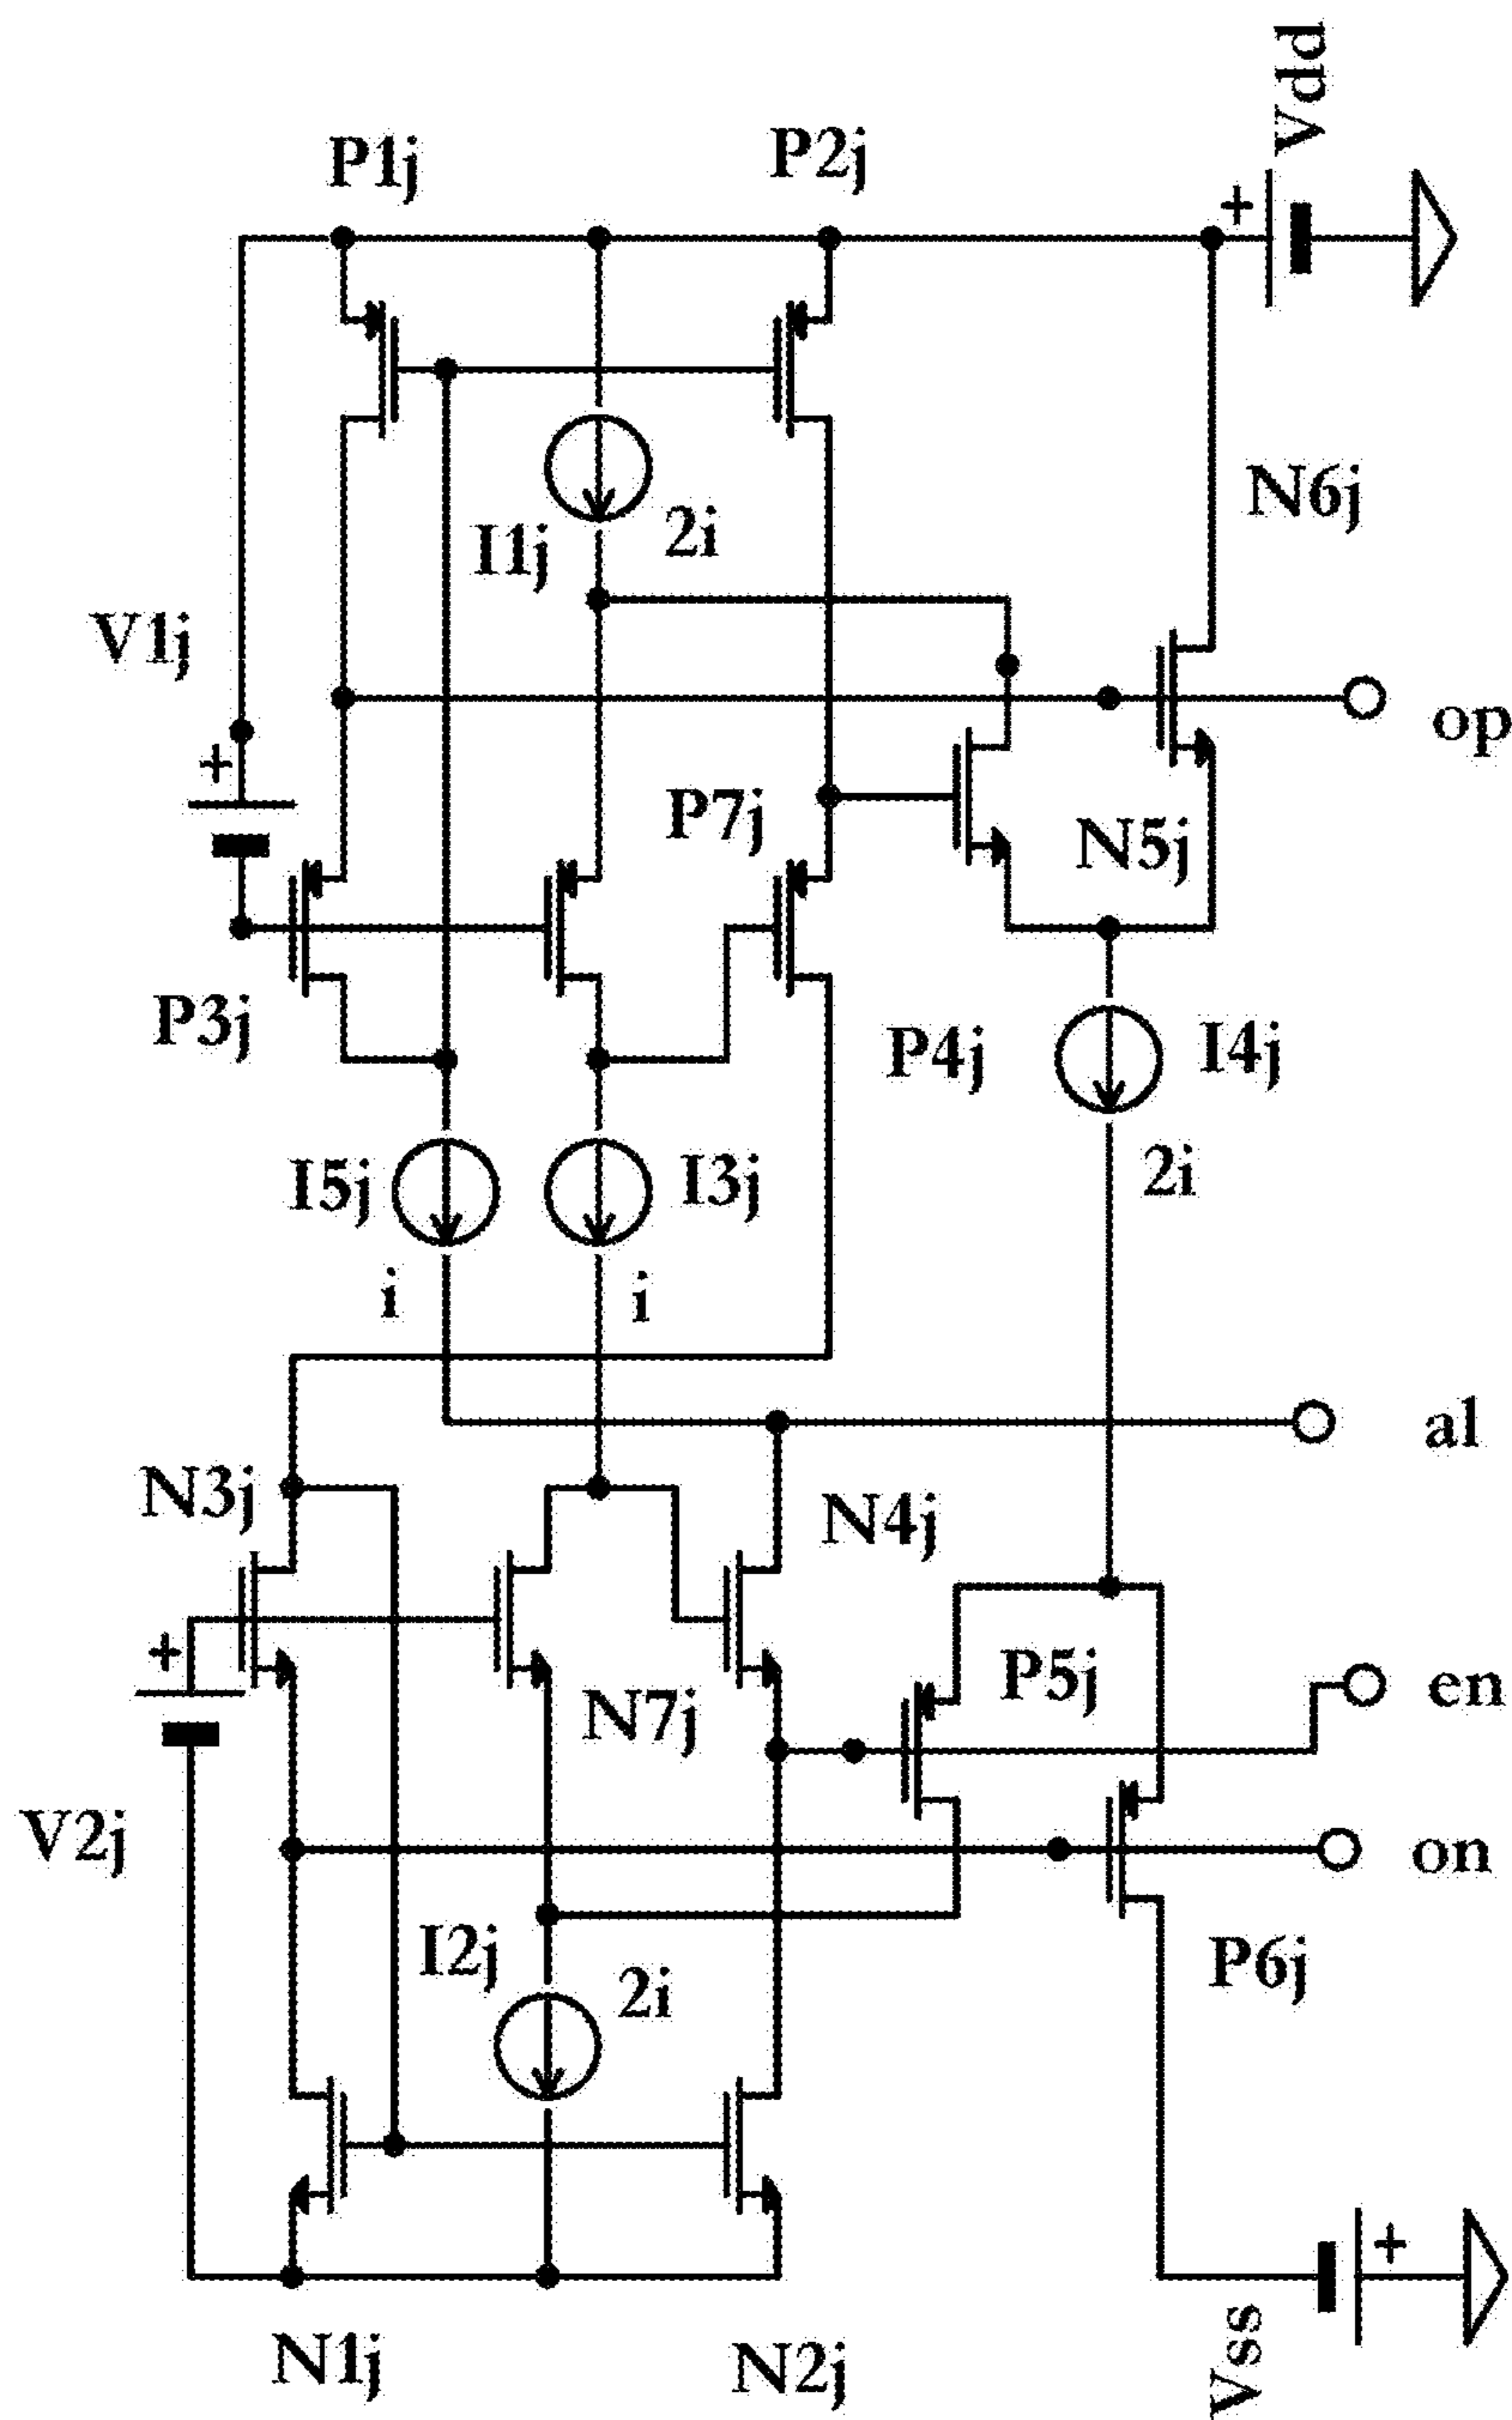 Vdd
P1j
P2j
+
N6j
I1j
2i
V1j
op
+
P7j
N5j
P3j
P4j
I4j
I5j
I3j
2i
i
i
al
N3j
N4j
+
P5j
en
N7j
V2j
on
I2j
P6j
2i
+
N1j
N2j
Vss